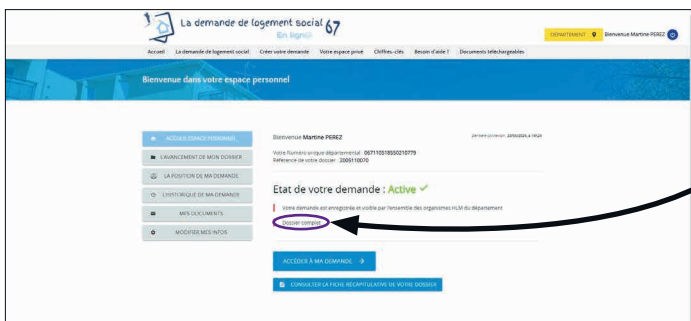 La demande de logement social 67
En ligne
DÉPARTEMENT
Bienvenue Martine PEREZ
Accueil La demande de logement social Créer votre demande Votre espace privé Chiffres-clés Besoin d'aide ? Documents téléchargeables
Bienvenue dans votre espace personnel
ACCUEIL ESPACE PERSONNEL
L'AVANCEMENT DE MON DOSSIER
LA POSITION DE MA DEMANDE
L'HISTORIQUE DE MA DEMANDE
MES DOCUMENTS
MODIFIER MES INFOS
Bienvenue Martine PEREZ
Votre Numéro unique départemental : 067110518550210779
Référence de votre dossier : 2005110070
Etat de votre demande : Active ✓
Votre demande est enregistrée et visible par l'ensemble des organismes HLM du département
Dossier complet
ACCÉDER À MA DEMANDE →
CONSULTER LA FICHE RÉCAPITULATIVE DE VOTRE DOSSIER